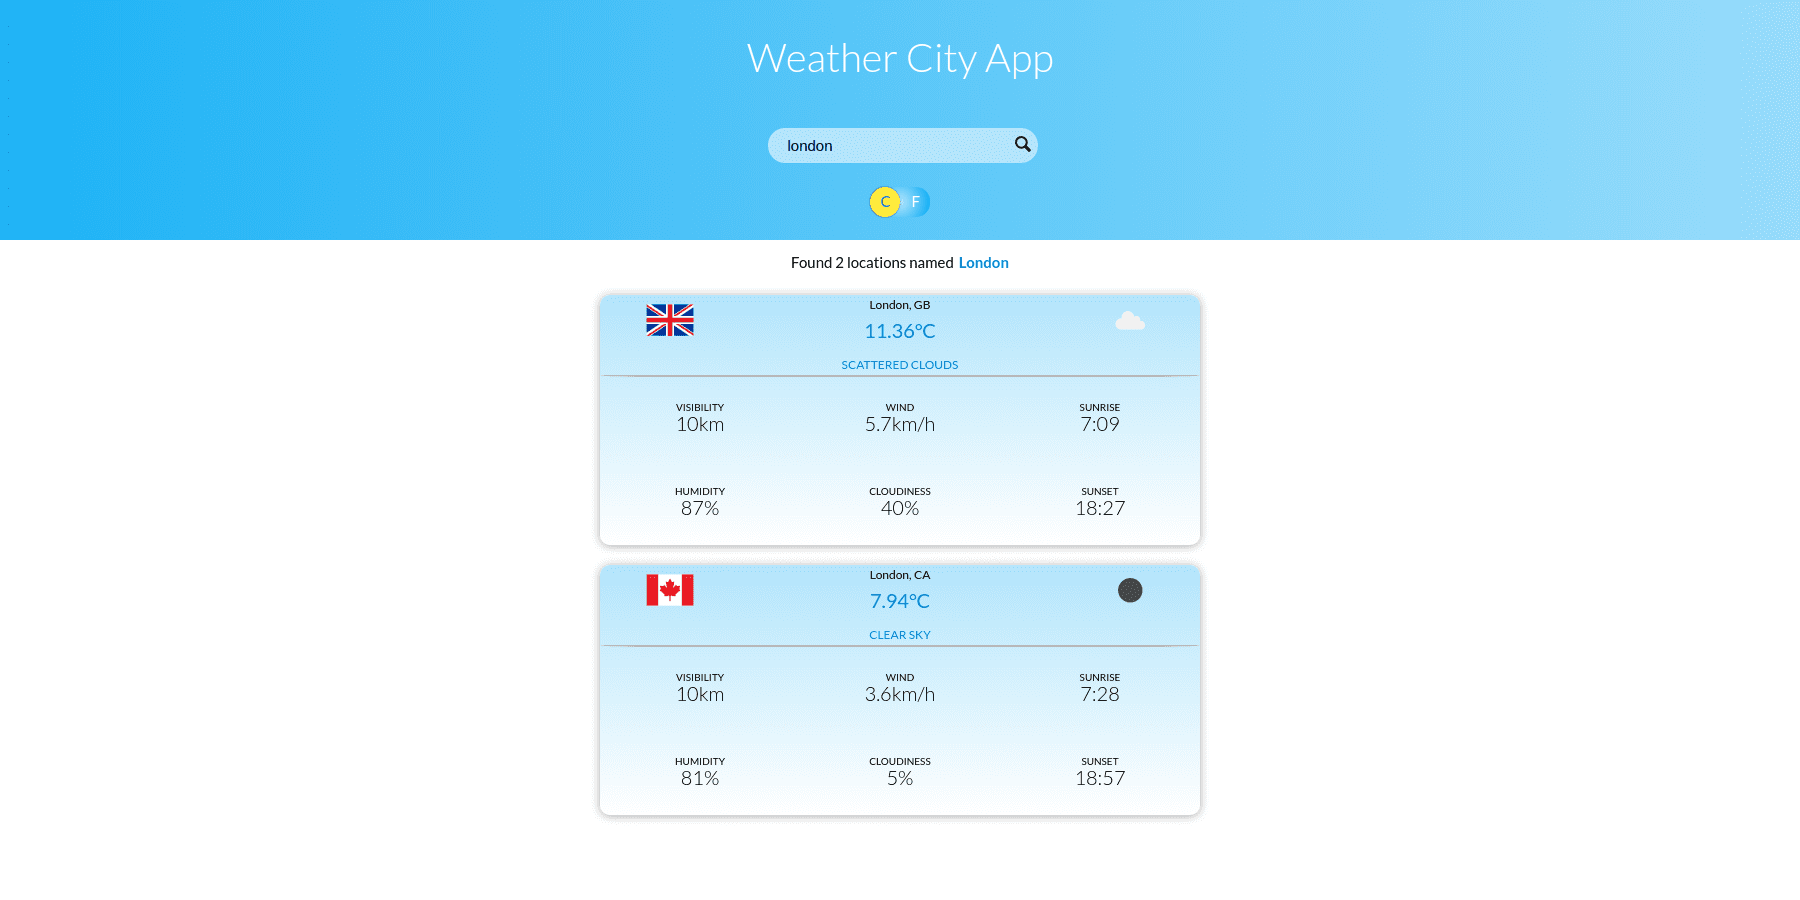 Weather City App
london
C F
Found 2 locations named London
London, GB
11.36°C
SCATTERED CLOUDS
VISIBILITY WIND SUNRISE
10km 5.7km/h 7:09
HUMIDITY CLOUDINESS SUNSET
87% 40% 18:27
London, CA
7.94°C
CLEAR SKY
VISIBILITY WIND SUNRISE
10km 3.6km/h 7:28
HUMIDITY CLOUDINESS SUNSET
81% 5% 18:57